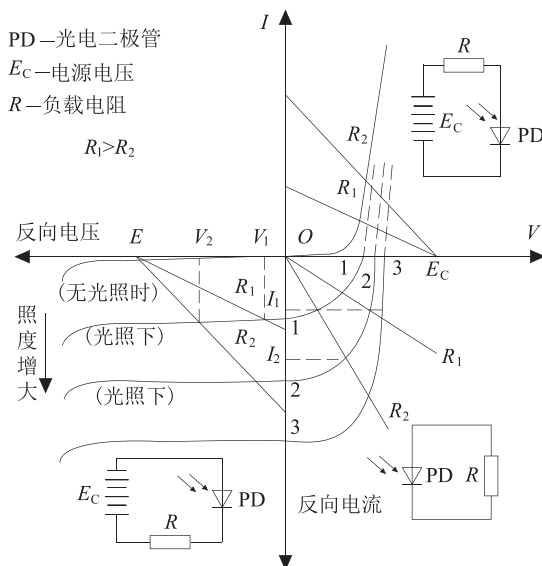 PD—光电二极管
E_C—电源电压
R—负载电阻
R₁>R₂
I
R
E_C
PD
R₂
R₁
反向电压
E
V₂
V₁
O
1
2
3
E_C
V
(无光照时)
R₁
I₁
照度增大
(光照下)
1
R₂
I₂
R₁
(光照下)
2
R₂
3
E_C
PD
R
反向电流
PD
R